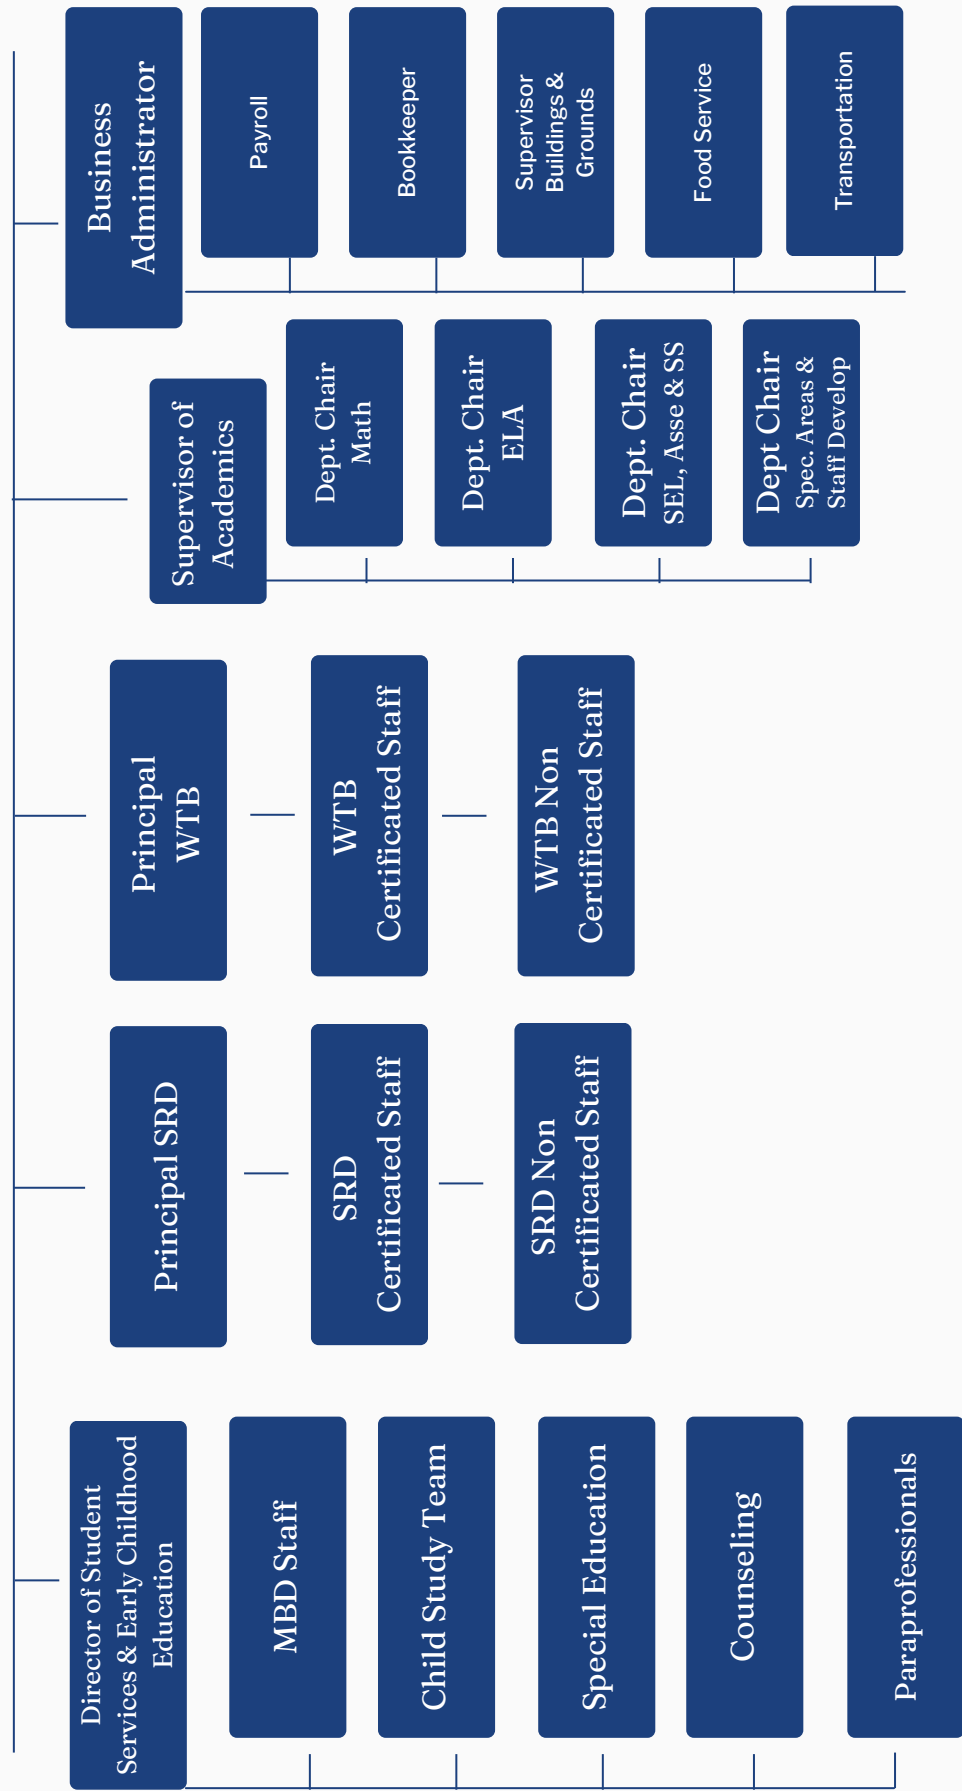 Director of Student
Services & Early Childhood
Education
MBD Staff
Child Study Team
Special Education
Counseling
Paraprofessionals
Principal SRD
SRD
Certificated Staff
SRD Non
Certificated Staff
Principal
WTB
WTB
Certificated Staff
WTB Non
Certificated Staff
Supervisor of
Academics
Dept. Chair
Math
Dept. Chair
ELA
Dept. Chair
SEL, Asse & SS
Dept Chair
Spec. Areas &
Staff Develop
Business
Administrator
Payroll
Bookkeeper
Supervisor
Buildings &
Grounds
Food Service
Transportation